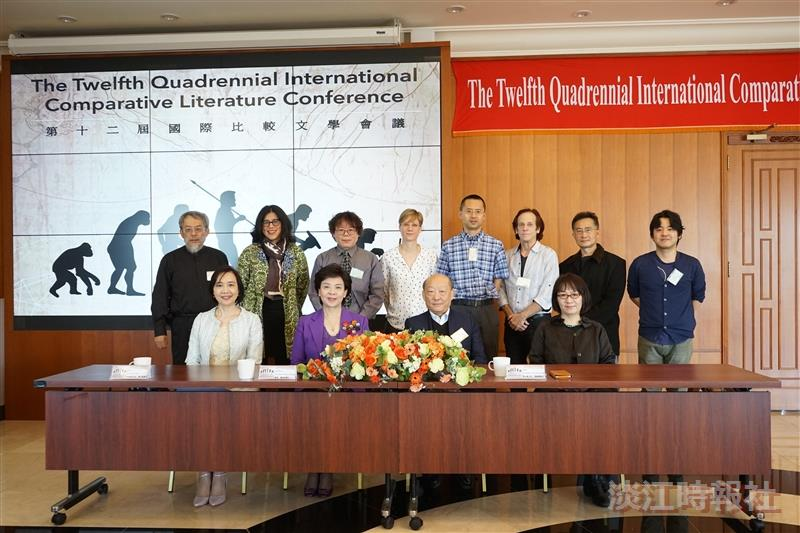 The Twelfth Quadrennial International
Comparative Literature Conference
第十二屆國際比較文學會議
The Twelfth Quadrennial International Comparat
淡江時報社